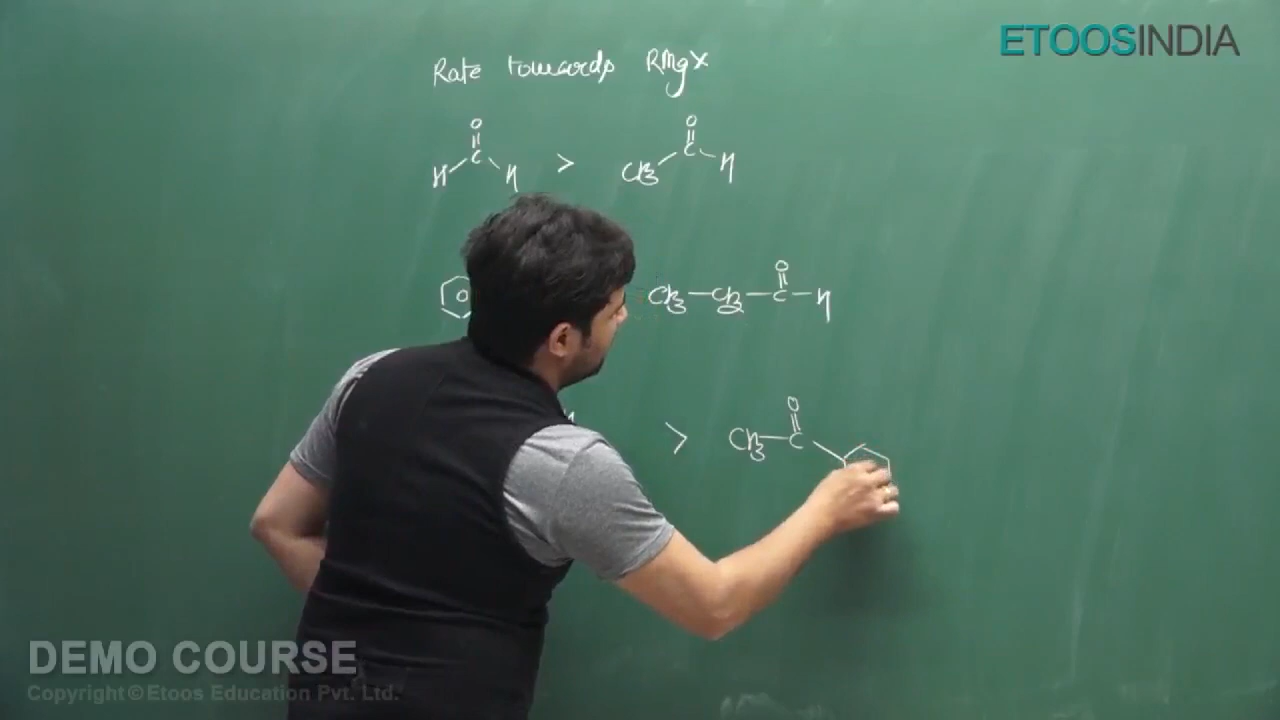 ETOOSINDIA
Rate towards RMgX
O O
H C H > CH3 C H
O
CH3 — CH2 — C — H
O
> CH3 — C
DEMO COURSE
Copyright©Etoos Education Pvt. Ltd.